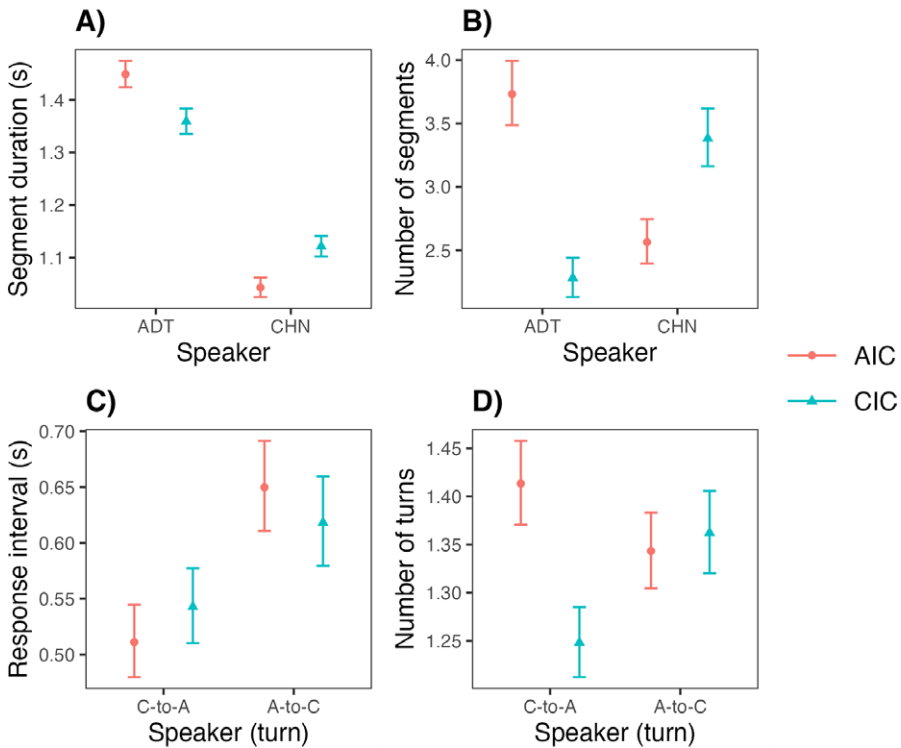 A)
Segment duration (s)
1.4
1.3
1.2
1.1
ADT CHN
Speaker
B)
Number of segments
4.0
3.5
3.0
2.5
ADT CHN
Speaker
AIC
CIC
C)
Response interval (s)
0.70
0.65
0.60
0.55
0.50
C-to-A A-to-C
Speaker (turn)
D)
Number of turns
1.45
1.40
1.35
1.30
1.25
C-to-A A-to-C
Speaker (turn)